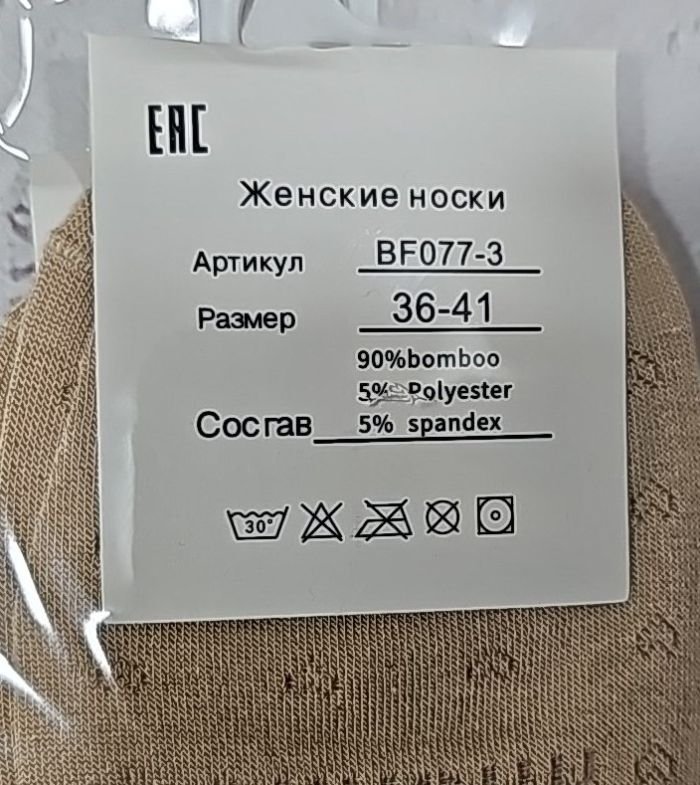 EAC
Женские носки
Артикул BF077-3
Размер 36-41
90%bomboo
5% Polyester
Состав 5% spandex
30°